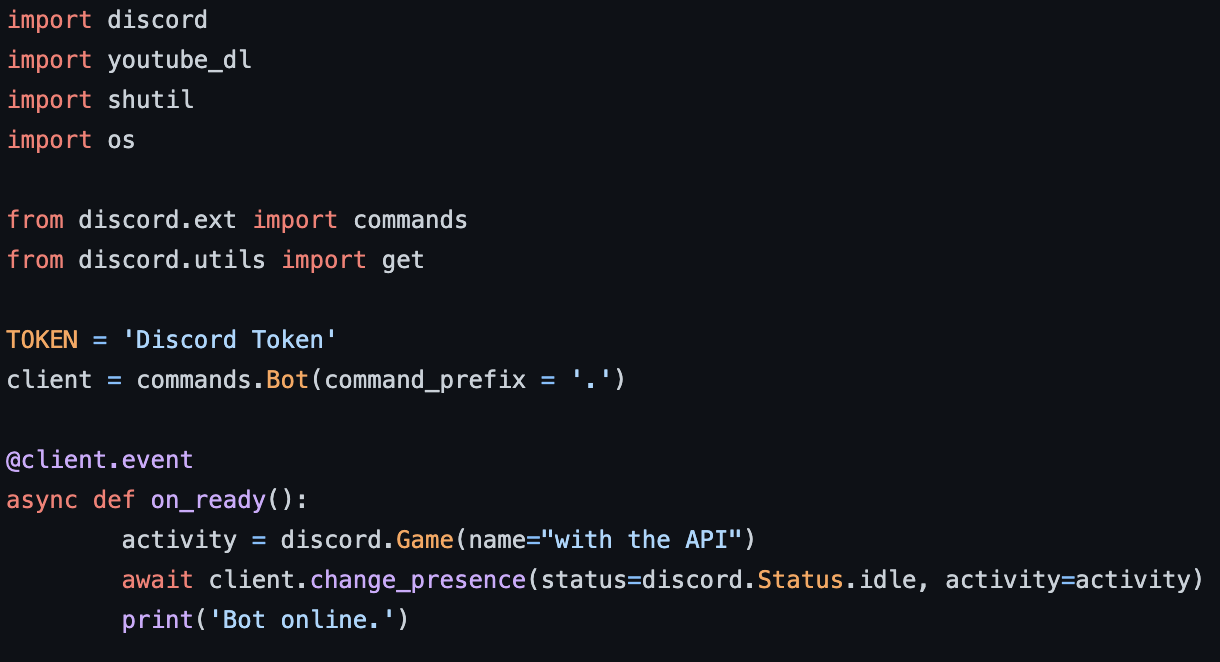 import discord
import youtube_dl
import shutil
import os
from discord.ext import commands
from discord.utils import get
TOKEN = 'Discord Token'
client = commands.Bot(command_prefix = '.')
@client.event
async def on_ready():
        activity = discord.Game(name="with the API")
        await client.change_presence(status=discord.Status.idle, activity=activity)
        print('Bot online.')